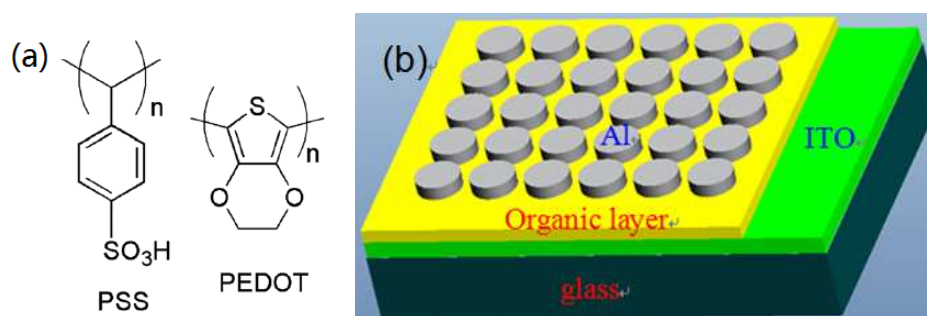 (a)
n
SO₃H
PSS
S
n
O
O
PEDOT
(b)
Al
ITO
Organic layer
glass